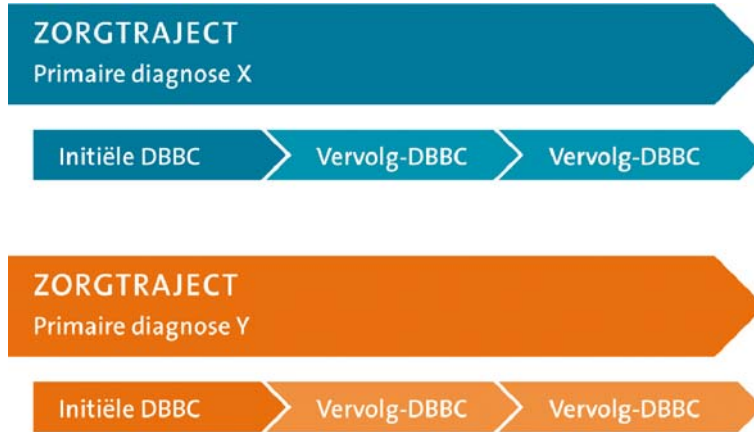 ZORGTRAJECT
Primaire diagnose X
Initiële DBBC Vervolg-DBBC Vervolg-DBBC
ZORGTRAJECT
Primaire diagnose Y
Initiële DBBC Vervolg-DBBC Vervolg-DBBC